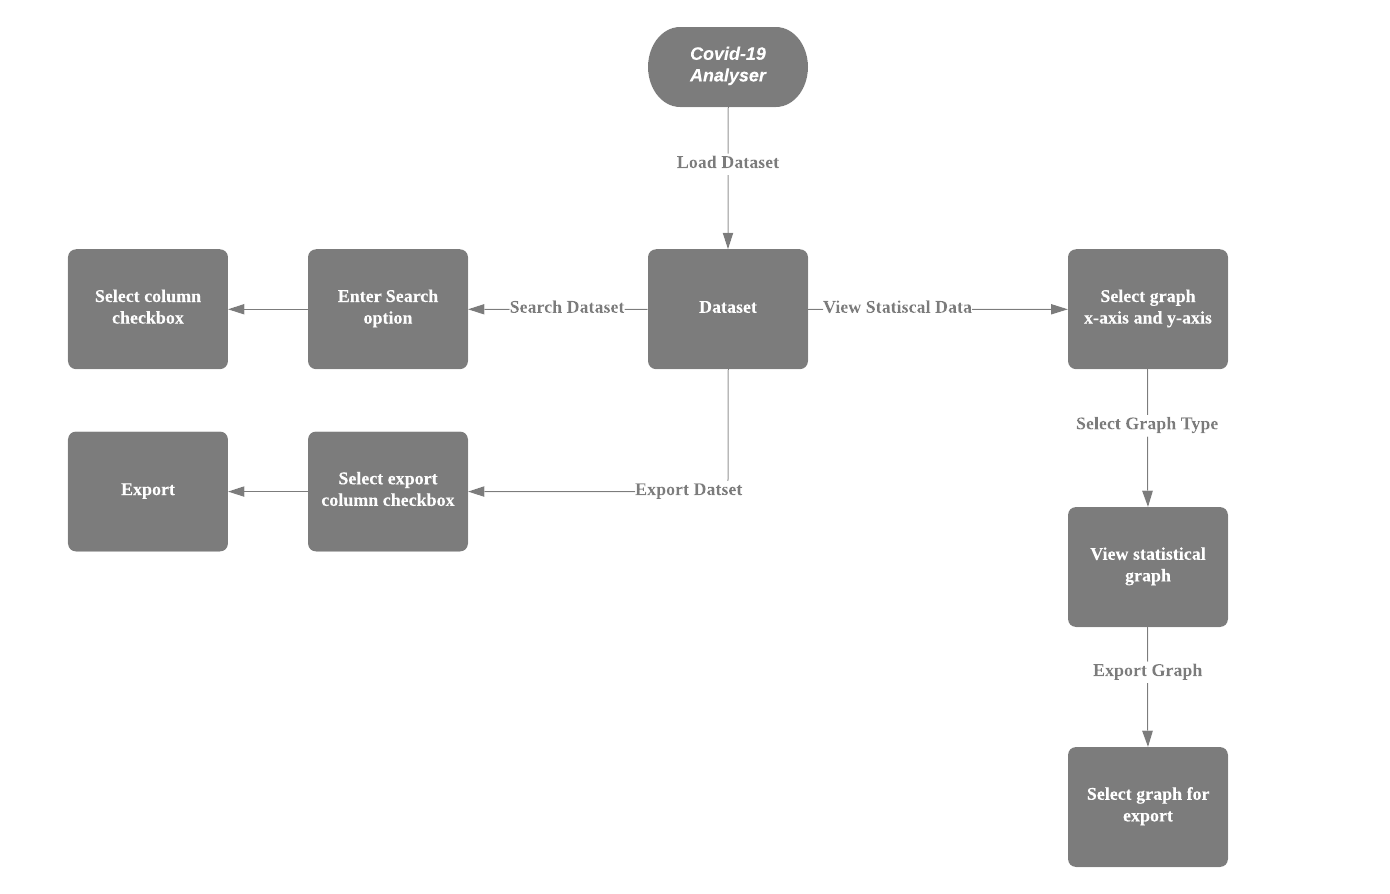 Covid-19
Analyser
Load Dataset
Select column
checkbox
Enter Search
option
Search Dataset
Dataset
View Statiscal Data
Select graph
x-axis and y-axis
Select Graph Type
Export
Select export
column checkbox
Export Datset
View statistical
graph
Export Graph
Select graph for
export